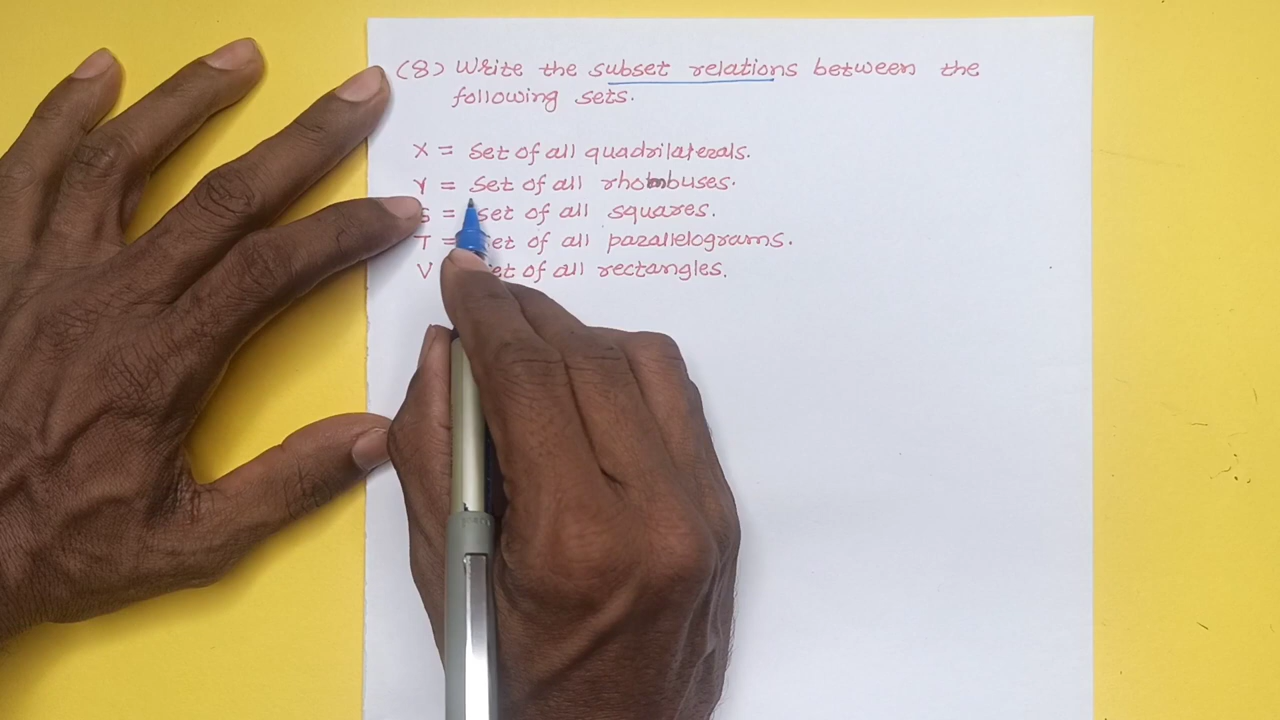 (8) Write the subset relations between the
following sets.
X = Set of all quadrilaterals.
Y = Set of all rhombuses.
S = set of all squares.
T = set of all parallelograms.
V set of all rectangles.